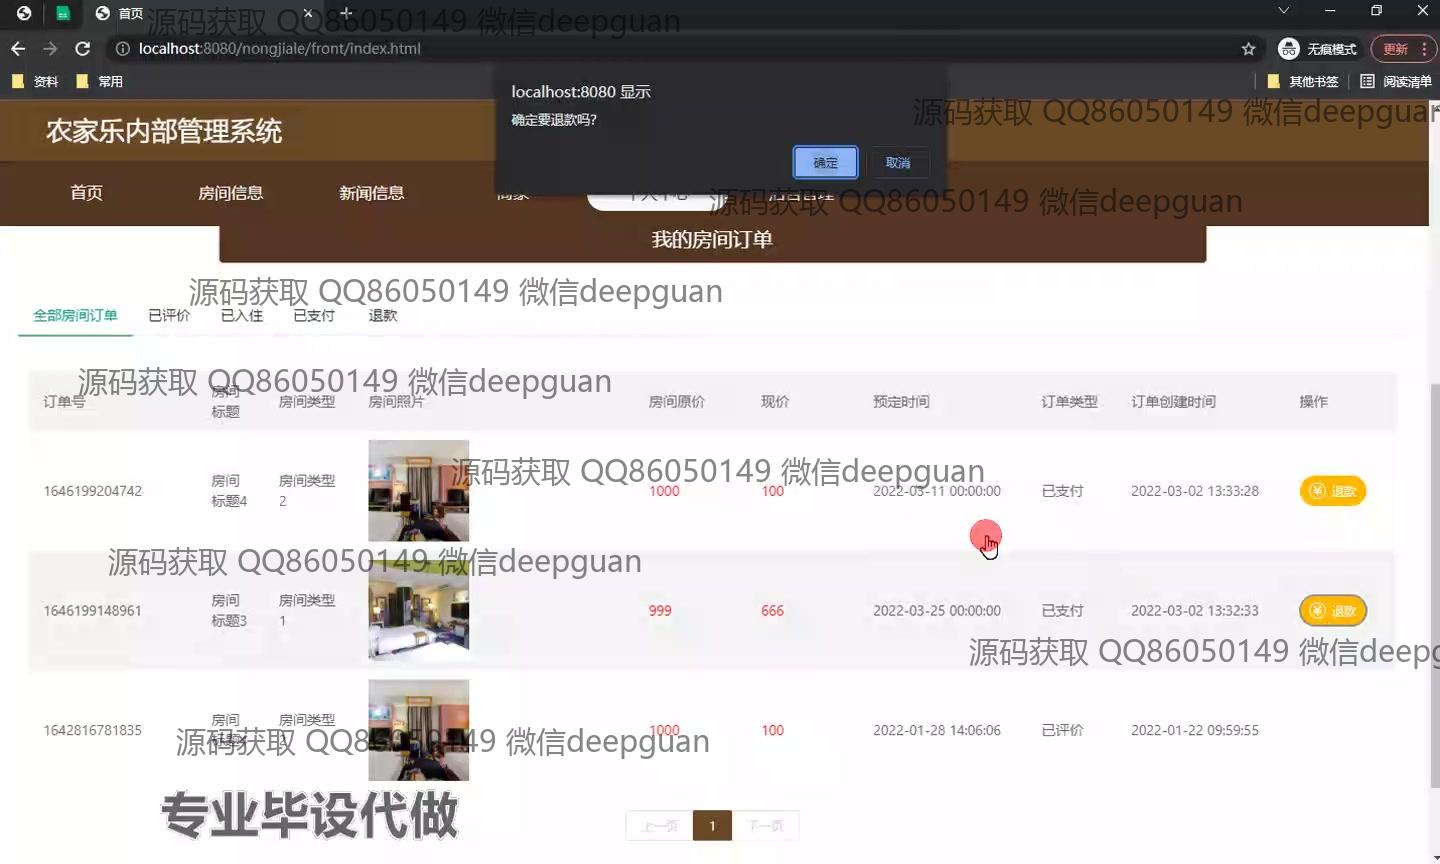 首页
localhost:8080/nongjiale/front/index.html
无痕模式
更新
资料
常用
其他书签
阅读清单
localhost:8080 显示
确定要退款吗?
确定
取消
源码获取 QQ86050149 微信deepguan
源码获取 QQ86050149 微信deepguan
农家乐内部管理系统
首页
房间信息
新闻信息
商家
个人中心
后台管理
源码获取 QQ86050149 微信deepguan
我的房间订单
源码获取 QQ86050149 微信deepguan
全部房间订单
已评价
已入住
已支付
退款
源码获取 QQ86050149 微信deepguan
订单号
房间标题
房间类型
房间照片
房间原价
现价
预定时间
订单类型
订单创建时间
操作
源码获取 QQ86050149 微信deepguan
1646199204742
房间
标题4
房间类型
2
1000
100
2022-03-11 00:00:00
已支付
2022-03-02 13:33:28
退款
源码获取 QQ86050149 微信deepguan
1646199148961
房间
标题3
房间类型
1
999
666
2022-03-25 00:00:00
已支付
2022-03-02 13:32:33
退款
源码获取 QQ86050149 微信deepg
1642816781835
房间
房间类型
1000
100
2022-01-28 14:06:06
已评价
2022-01-22 09:59:55
源码获取 QQ86050149 微信deepguan
专业毕设代做
上一页
1
下一页